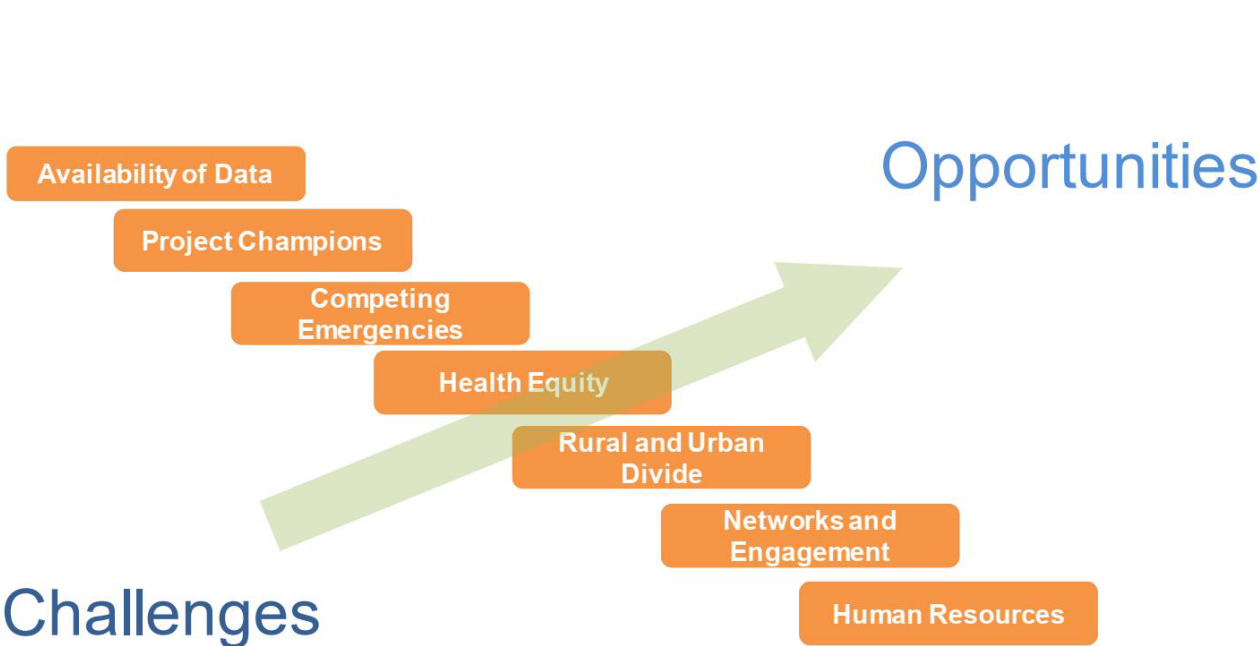 Opportunities
Availability of Data
Project Champions
Competing
Emergencies
Health Equity
Rural and Urban
Divide
Networks and
Engagement
Human Resources
Challenges